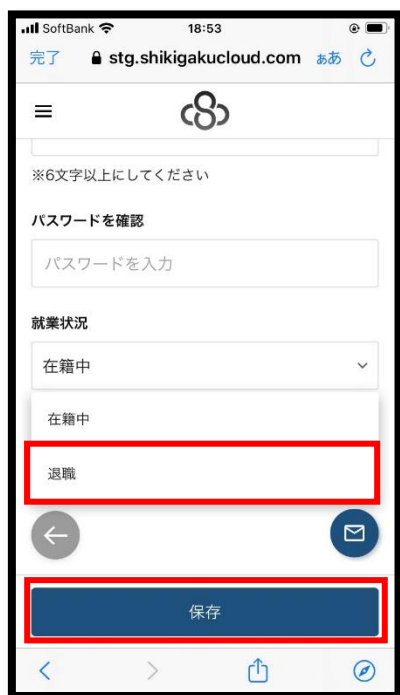 SoftBank 18:53
完了 stg.shikigakucloud.com ぁあ
※6文字以上にしてください
パスワードを確認
パスワードを入力
就業状況
在籍中
在籍中
退職
保存